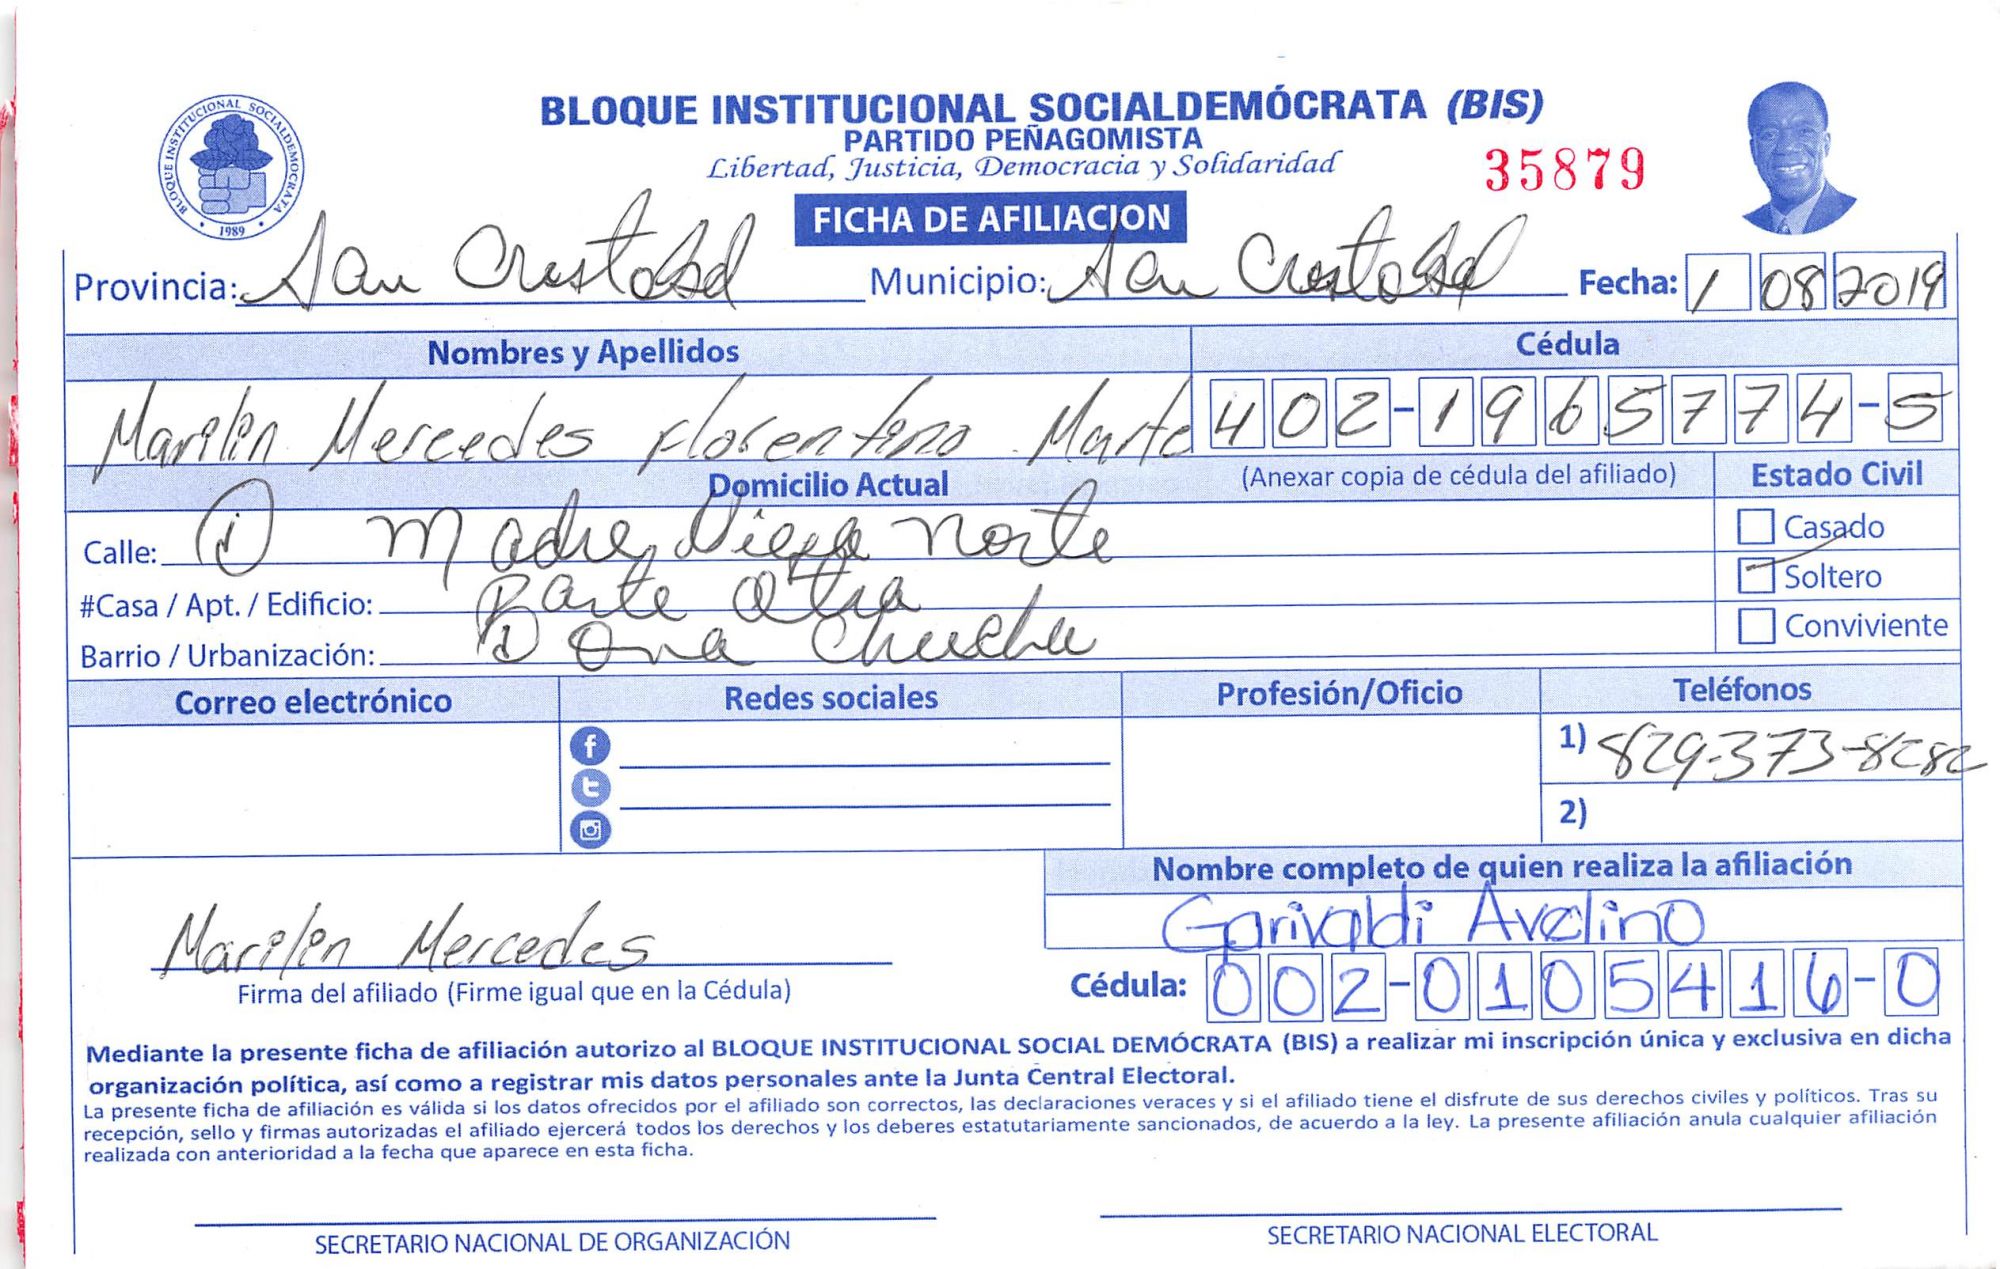 BLOQUE INSTITUCIONAL SOCIALDEMÓCRATA (BIS)
PARTIDO PEÑAGOMISTA
Libertad, Justicia, Democracia y Solidaridad
35879
BLOQUE INSTITUCIONAL SOCIALDEMOCRATA
1989
FICHA DE AFILIACION
Provincia: San Cristobal Municipio: San Cristobal Fecha: 1 08 2019
Nombres y Apellidos Cédula
Marilin Mercedes florentino Marte 402-1965774-5
Domicilio Actual (Anexar copia de cédula del afiliado) Estado Civil
Calle: Madre Vieja Norte Casado
#Casa / Apt. / Edificio: Parte Atra Soltero
Barrio / Urbanización: Dona Chucha Conviviente
Correo electrónico Redes sociales Profesión/Oficio Teléfonos
1) 829-373-8282
2)
Nombre completo de quien realiza la afiliación
Garivaldi Avelino
Marilin Mercedes
Firma del afiliado (Firme igual que en la Cédula) Cédula: 002-0105416-0
Mediante la presente ficha de afiliación autorizo al BLOQUE INSTITUCIONAL SOCIAL DEMÓCRATA (BIS) a realizar mi inscripción única y exclusiva en dicha
organización política, así como a registrar mis datos personales ante la Junta Central Electoral.
La presente ficha de afiliación es válida si los datos ofrecidos por el afiliado son correctos, las declaraciones veraces y si el afiliado tiene el disfrute de sus derechos civiles y políticos. Tras su
recepción, sello y firmas autorizadas el afiliado ejercerá todos los derechos y los deberes estatutariamente sancionados, de acuerdo a la ley. La presente afiliación anula cualquier afiliación
realizada con anterioridad a la fecha que aparece en esta ficha.
SECRETARIO NACIONAL DE ORGANIZACIÓN SECRETARIO NACIONAL ELECTORAL